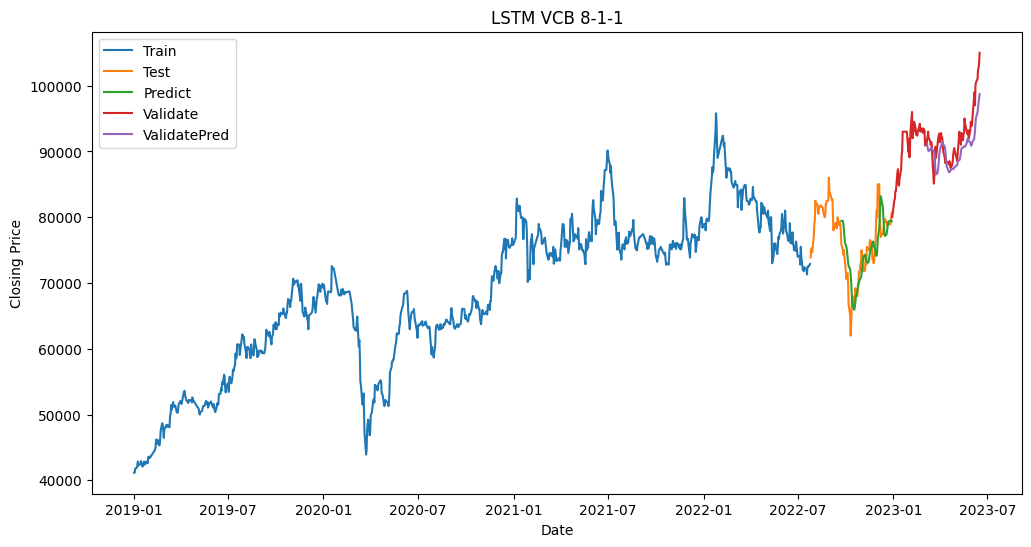 LSTM VCB 8-1-1
Train
Test
Predict
Validate
ValidatePred
Closing Price
100000
90000
80000
70000
60000
50000
40000
2019-01 2019-07 2020-01 2020-07 2021-01 2021-07 2022-01 2022-07 2023-01 2023-07
Date